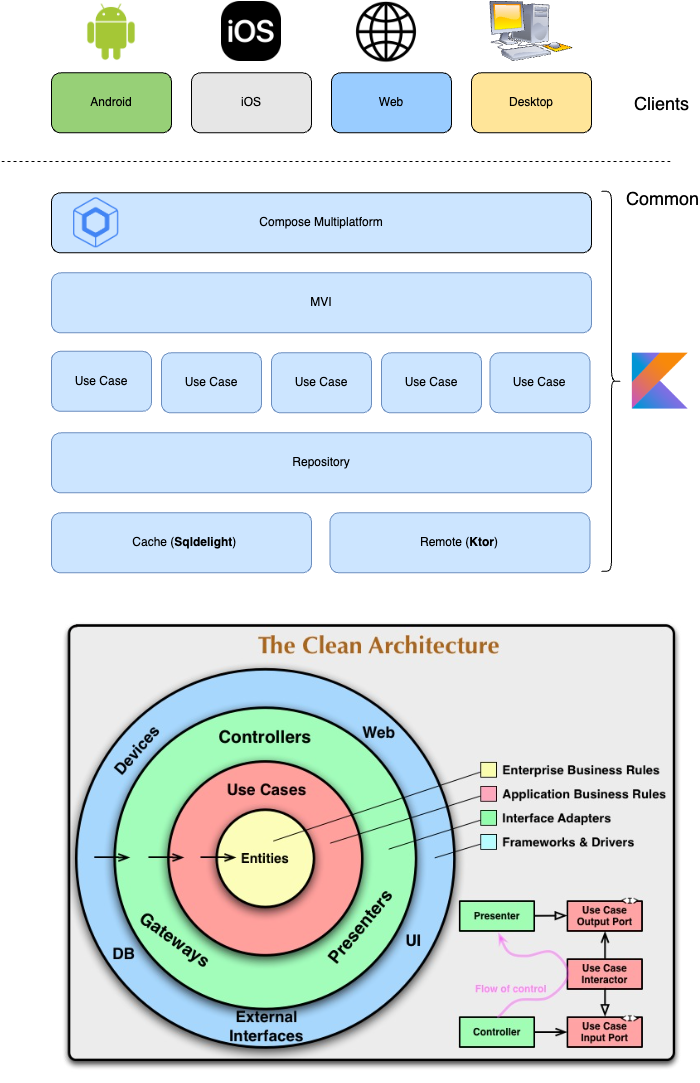 iOS
Android
iOS
Web
Desktop
Clients
Common
Compose Multiplatform
MVI
Use Case
Use Case
Use Case
Use Case
Use Case
Repository
Cache (Sqldelight)
Remote (Ktor)
The Clean Architecture
Devices
Web
Controllers
Use Cases
Entities
Gateways
Presenters
DB
UI
External
Interfaces
Enterprise Business Rules
Application Business Rules
Interface Adapters
Frameworks & Drivers
Presenter
Use Case
Output Port
<I>
Flow of control
Use Case
Interactor
Controller
Use Case
Input Port
<I>